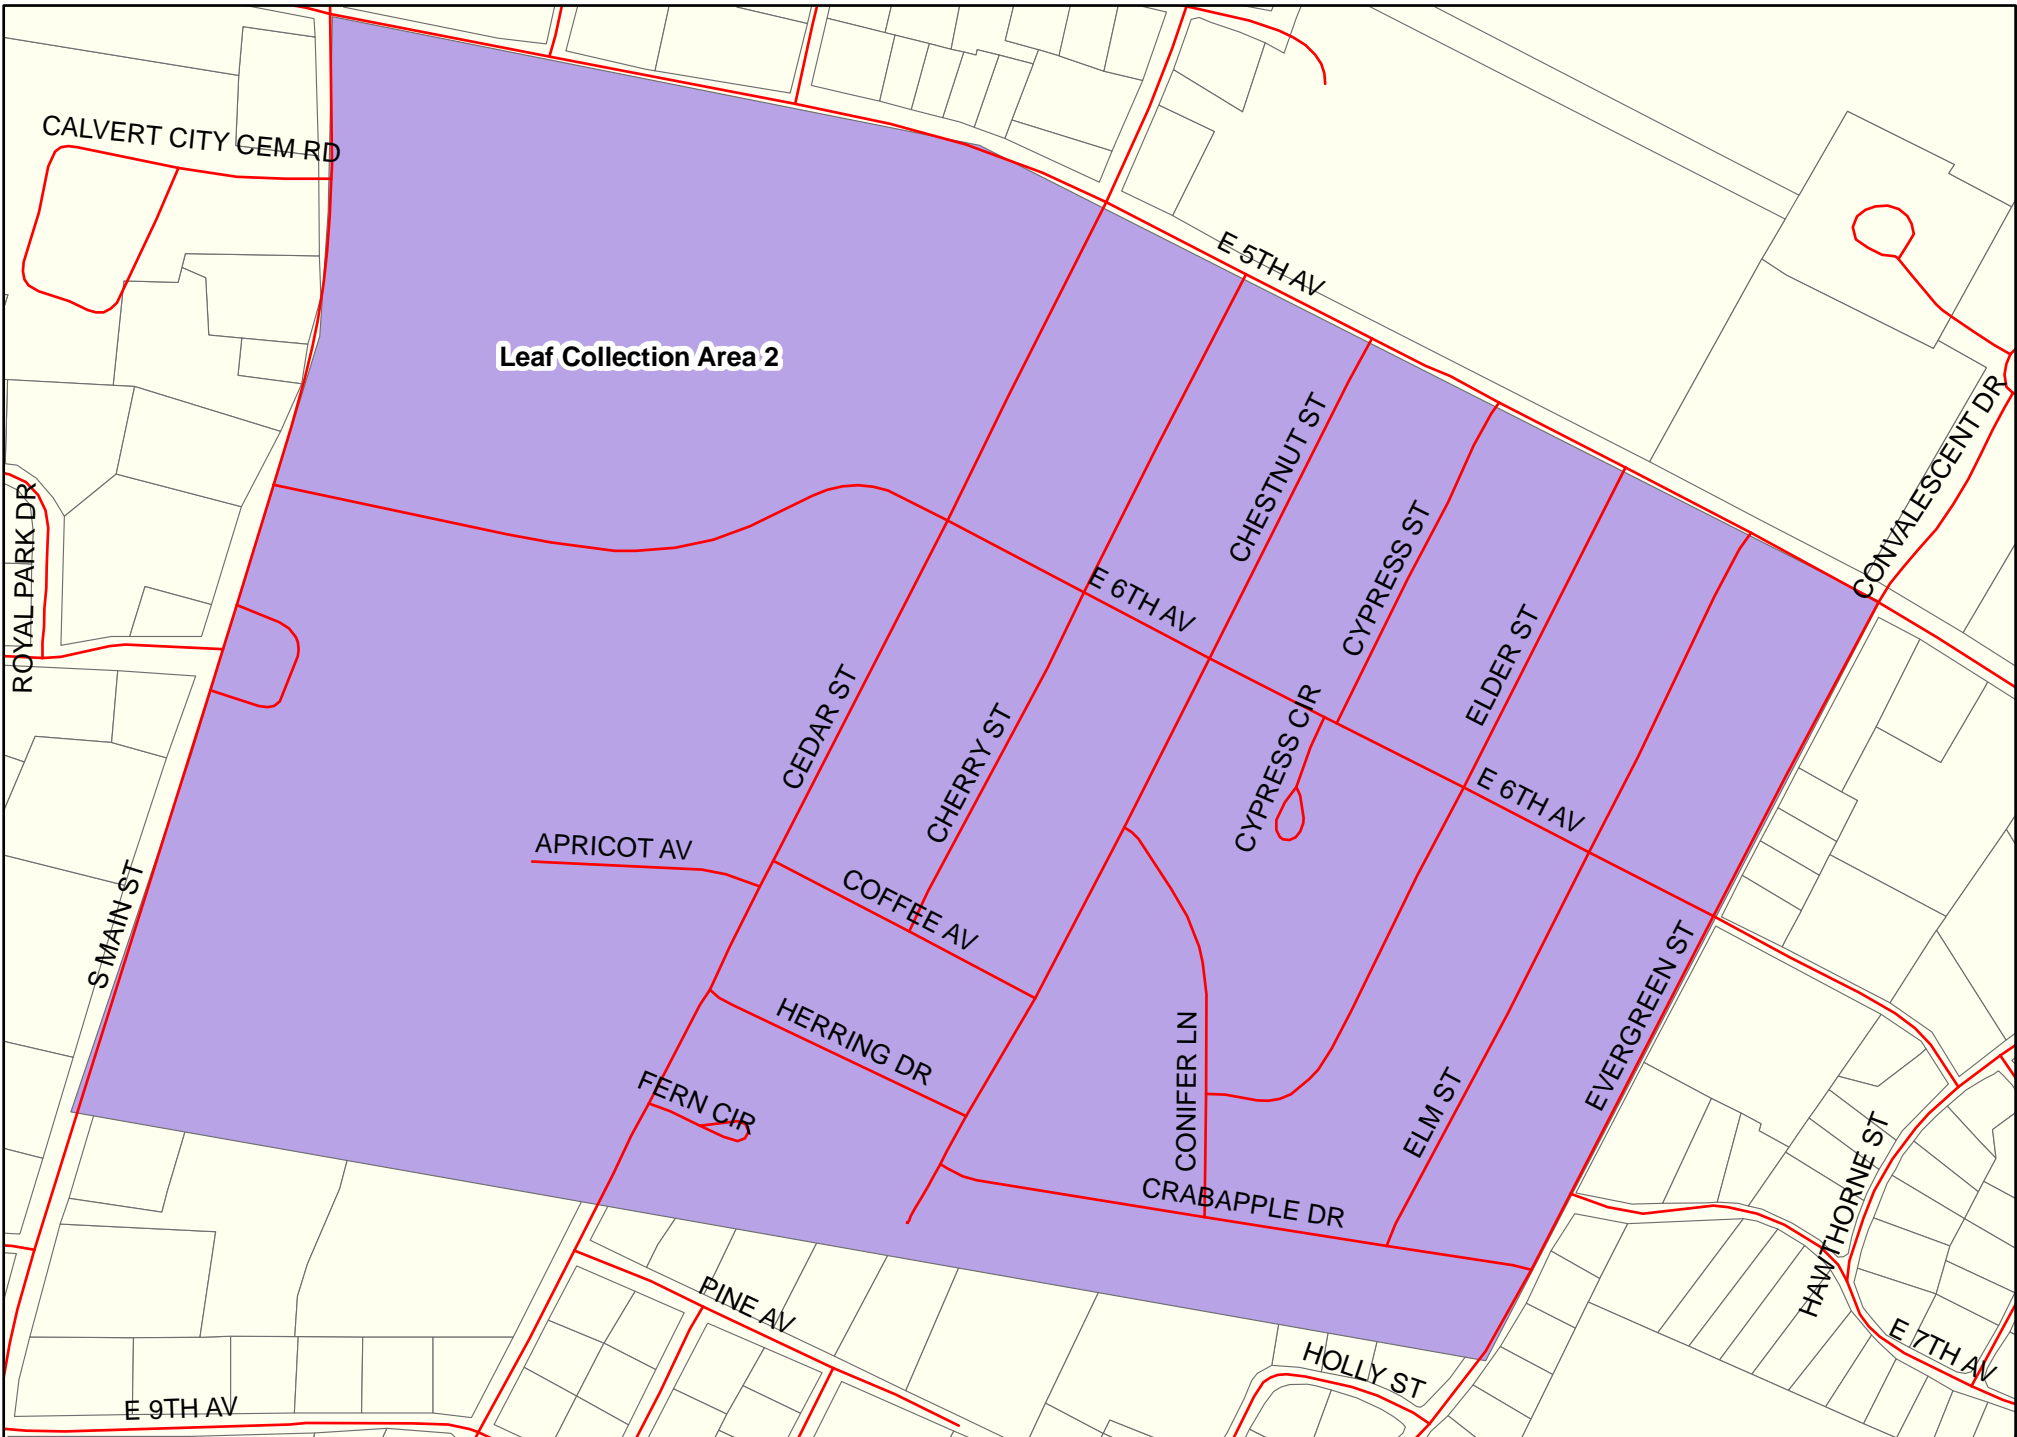 CALVERT CITY CEM RD
E 5TH AV
Leaf Collection Area 2
CONVALESCENT DR
CHESTNUT ST
ROYAL PARK DR
CYPRESS ST
E 6TH AV
ELDER ST
CEDAR ST
CHERRY ST
CYPRESS CIR
E 6TH AV
APRICOT AV
COFFEE AV
S MAIN ST
EVERGREEN ST
HERRING DR
CONIFER LN
FERN CIR
ELM ST
HAWTHORNE ST
CRABAPPLE DR
PINE AV
HOLLY ST
E 7TH AV
E 9TH AV